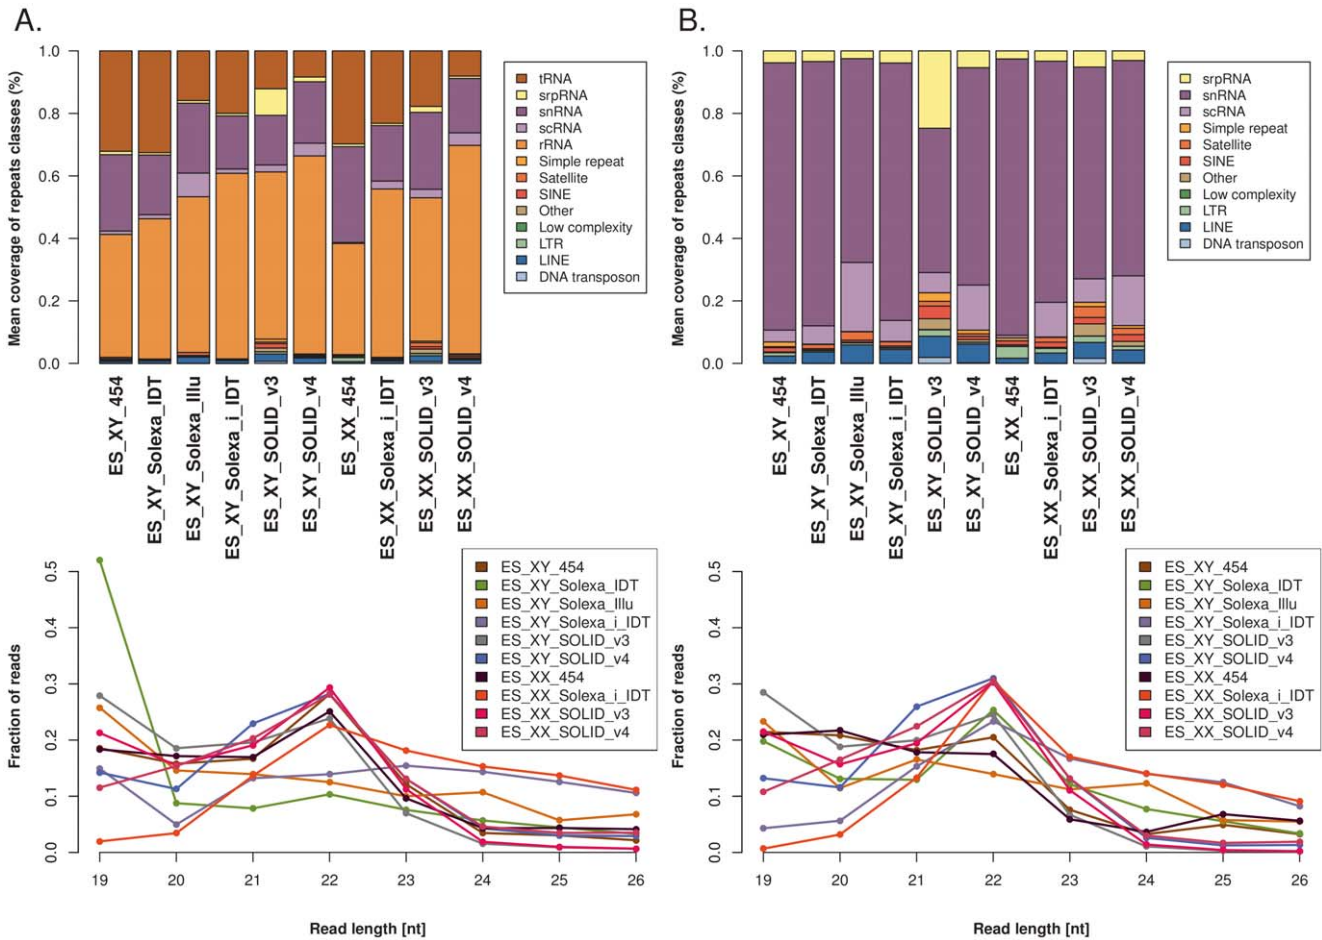 A.
Mean coverage of repeats classes (%)
1.0
0.8
0.6
0.4
0.2
0.0
ES_XY_454
ES_XY_Solexa_IDT
ES_XY_Solexa_Illu
ES_XY_Solexa_i_IDT
ES_XY_SOLID_v3
ES_XY_SOLID_v4
ES_XX_454
ES_XX_Solexa_i_IDT
ES_XX_SOLID_v3
ES_XX_SOLID_v4
tRNA
srpRNA
snRNA
scRNA
rRNA
Simple repeat
Satellite
SINE
Other
Low complexity
LTR
LINE
DNA transposon
B.
Mean coverage of repeats classes (%)
1.0
0.8
0.6
0.4
0.2
0.0
ES_XY_454
ES_XY_Solexa_IDT
ES_XY_Solexa_Illu
ES_XY_Solexa_i_IDT
ES_XY_SOLID_v3
ES_XY_SOLID_v4
ES_XX_454
ES_XX_Solexa_i_IDT
ES_XX_SOLID_v3
ES_XX_SOLID_v4
srpRNA
snRNA
scRNA
Simple repeat
Satellite
SINE
Other
Low complexity
LTR
LINE
DNA transposon
Fraction of reads
0.5
0.4
0.3
0.2
0.1
0.0
19 20 21 22 23 24 25 26
Read length [nt]
ES_XY_454
ES_XY_Solexa_IDT
ES_XY_Solexa_Illu
ES_XY_Solexa_i_IDT
ES_XY_SOLID_v3
ES_XY_SOLID_v4
ES_XX_454
ES_XX_Solexa_i_IDT
ES_XX_SOLID_v3
ES_XX_SOLID_v4
Fraction of reads
0.5
0.4
0.3
0.2
0.1
0.0
19 20 21 22 23 24 25 26
Read length [nt]
ES_XY_454
ES_XY_Solexa_IDT
ES_XY_Solexa_Illu
ES_XY_Solexa_i_IDT
ES_XY_SOLID_v3
ES_XY_SOLID_v4
ES_XX_454
ES_XX_Solexa_i_IDT
ES_XX_SOLID_v3
ES_XX_SOLID_v4